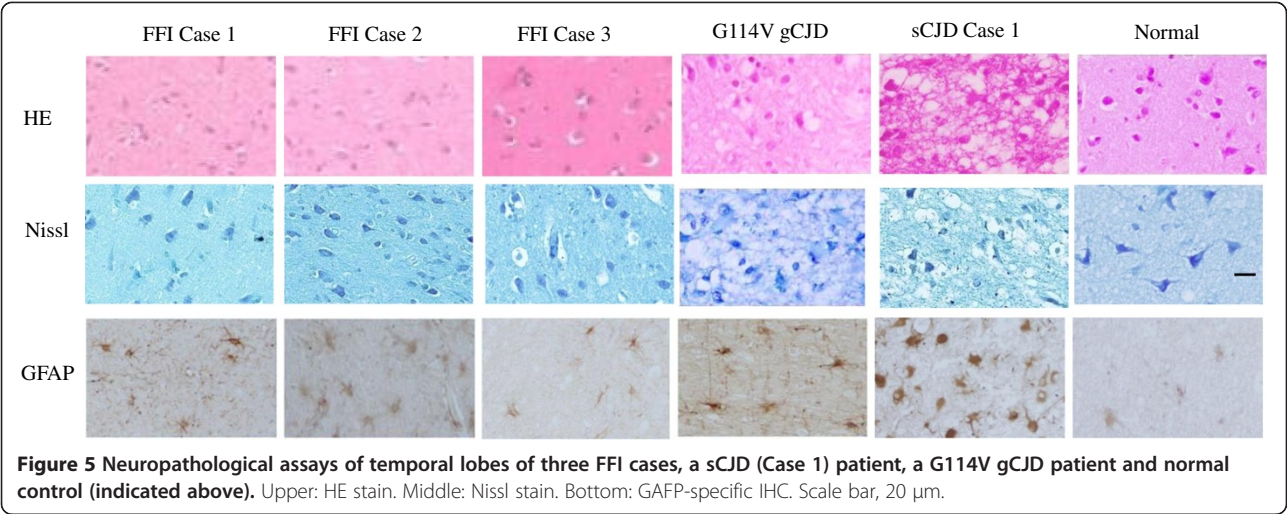 FFI Case 1 FFI Case 2 FFI Case 3 G114V gCJD sCJD Case 1 Normal
HE
Nissl
GFAP
Figure 5 Neuropathological assays of temporal lobes of three FFI cases, a sCJD (Case 1) patient, a G114V gCJD patient and normal
control (indicated above). Upper: HE stain. Middle: Nissl stain. Bottom: GAFP-specific IHC. Scale bar, 20 μm.